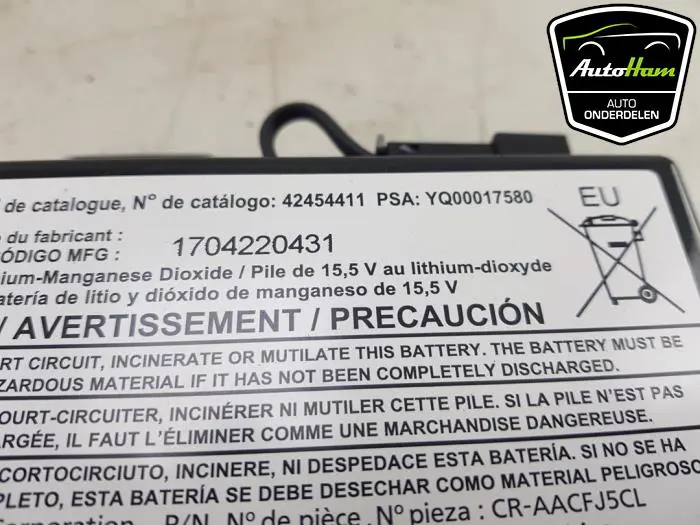 AutoHam
AUTO
ONDERDELEN
de catalogue, N° de catálogo: 42454411 PSA: YQ00017580
EU
du fabricant :
CÓDIGO MFG : 1704220431
ium-Manganese Dioxide / Pile de 15,5 V au lithium-dioxyde
atería de litio y dióxido de manganeso de 15,5 V
/ AVERTISSEMENT / PRECAUCIÓN
RT CIRCUIT, INCINERATE OR MUTILATE THIS BATTERY. THE BATTERY MUST BE
ZARDOUS MATERIAL IF IT HAS NOT BEEN COMPLETELY DISCHARGED.
COURT-CIRCUITER, INCINÉRER NI MUTILER CETTE PILE. SI LA PILE N'EST PAS
ARGÉE, IL FAUT L'ÉLIMINER COMME UNE MARCHANDISE DANGEREUSE.
CORTOCIRCUTO, INCINERE, NI DESPEDACE ESTA BATERÍA. SI NO SE HA
PLETO, ESTA BATERÍA SE DEBE DESECHAR COMO MATERIAL PELIGROSO
Corporation P/N, N° de pièce, N° pieza : CR-AACFJ5CL